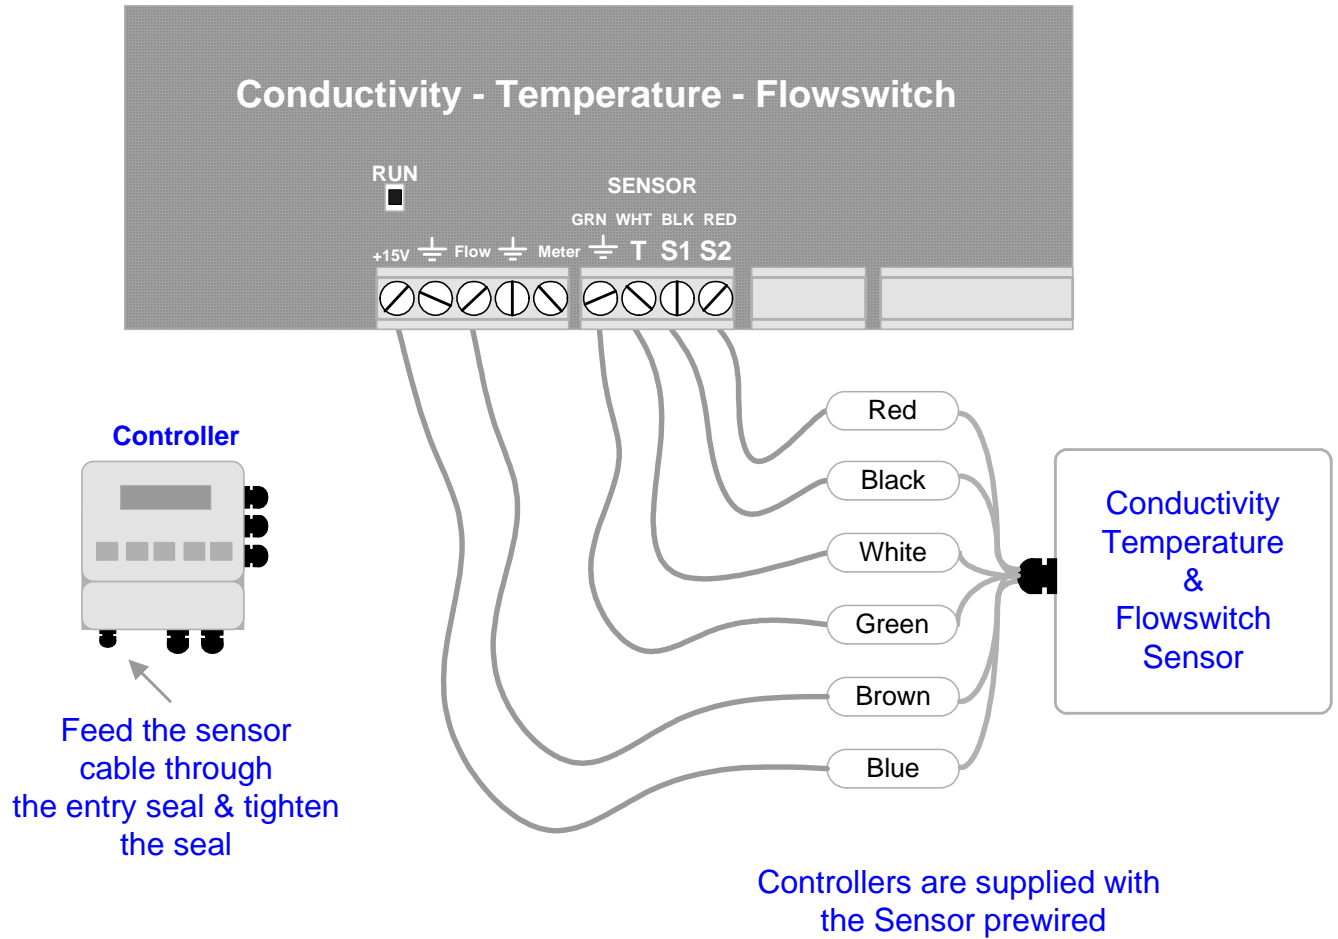 Conductivity - Temperature - Flowswitch
RUN
SENSOR
GRN WHT BLK RED
+15V Flow Meter T S1 S2
Red
Black
White
Green
Brown
Blue
Controller
Conductivity
Temperature
&
Flowswitch
Sensor
Feed the sensor
cable through
the entry seal & tighten
the seal
Controllers are supplied with
the Sensor prewired